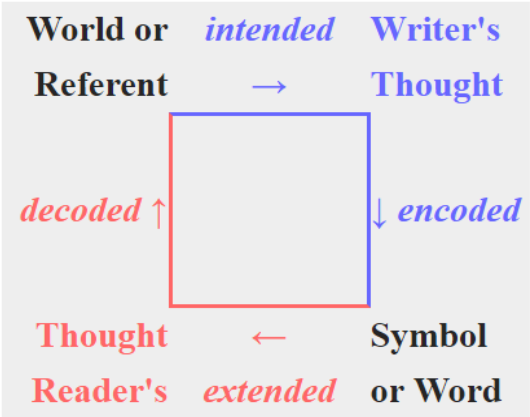 World or intended Writer's
Referent → Thought
decoded ↑ ↓ encoded
Thought ← Symbol
Reader's extended or Word